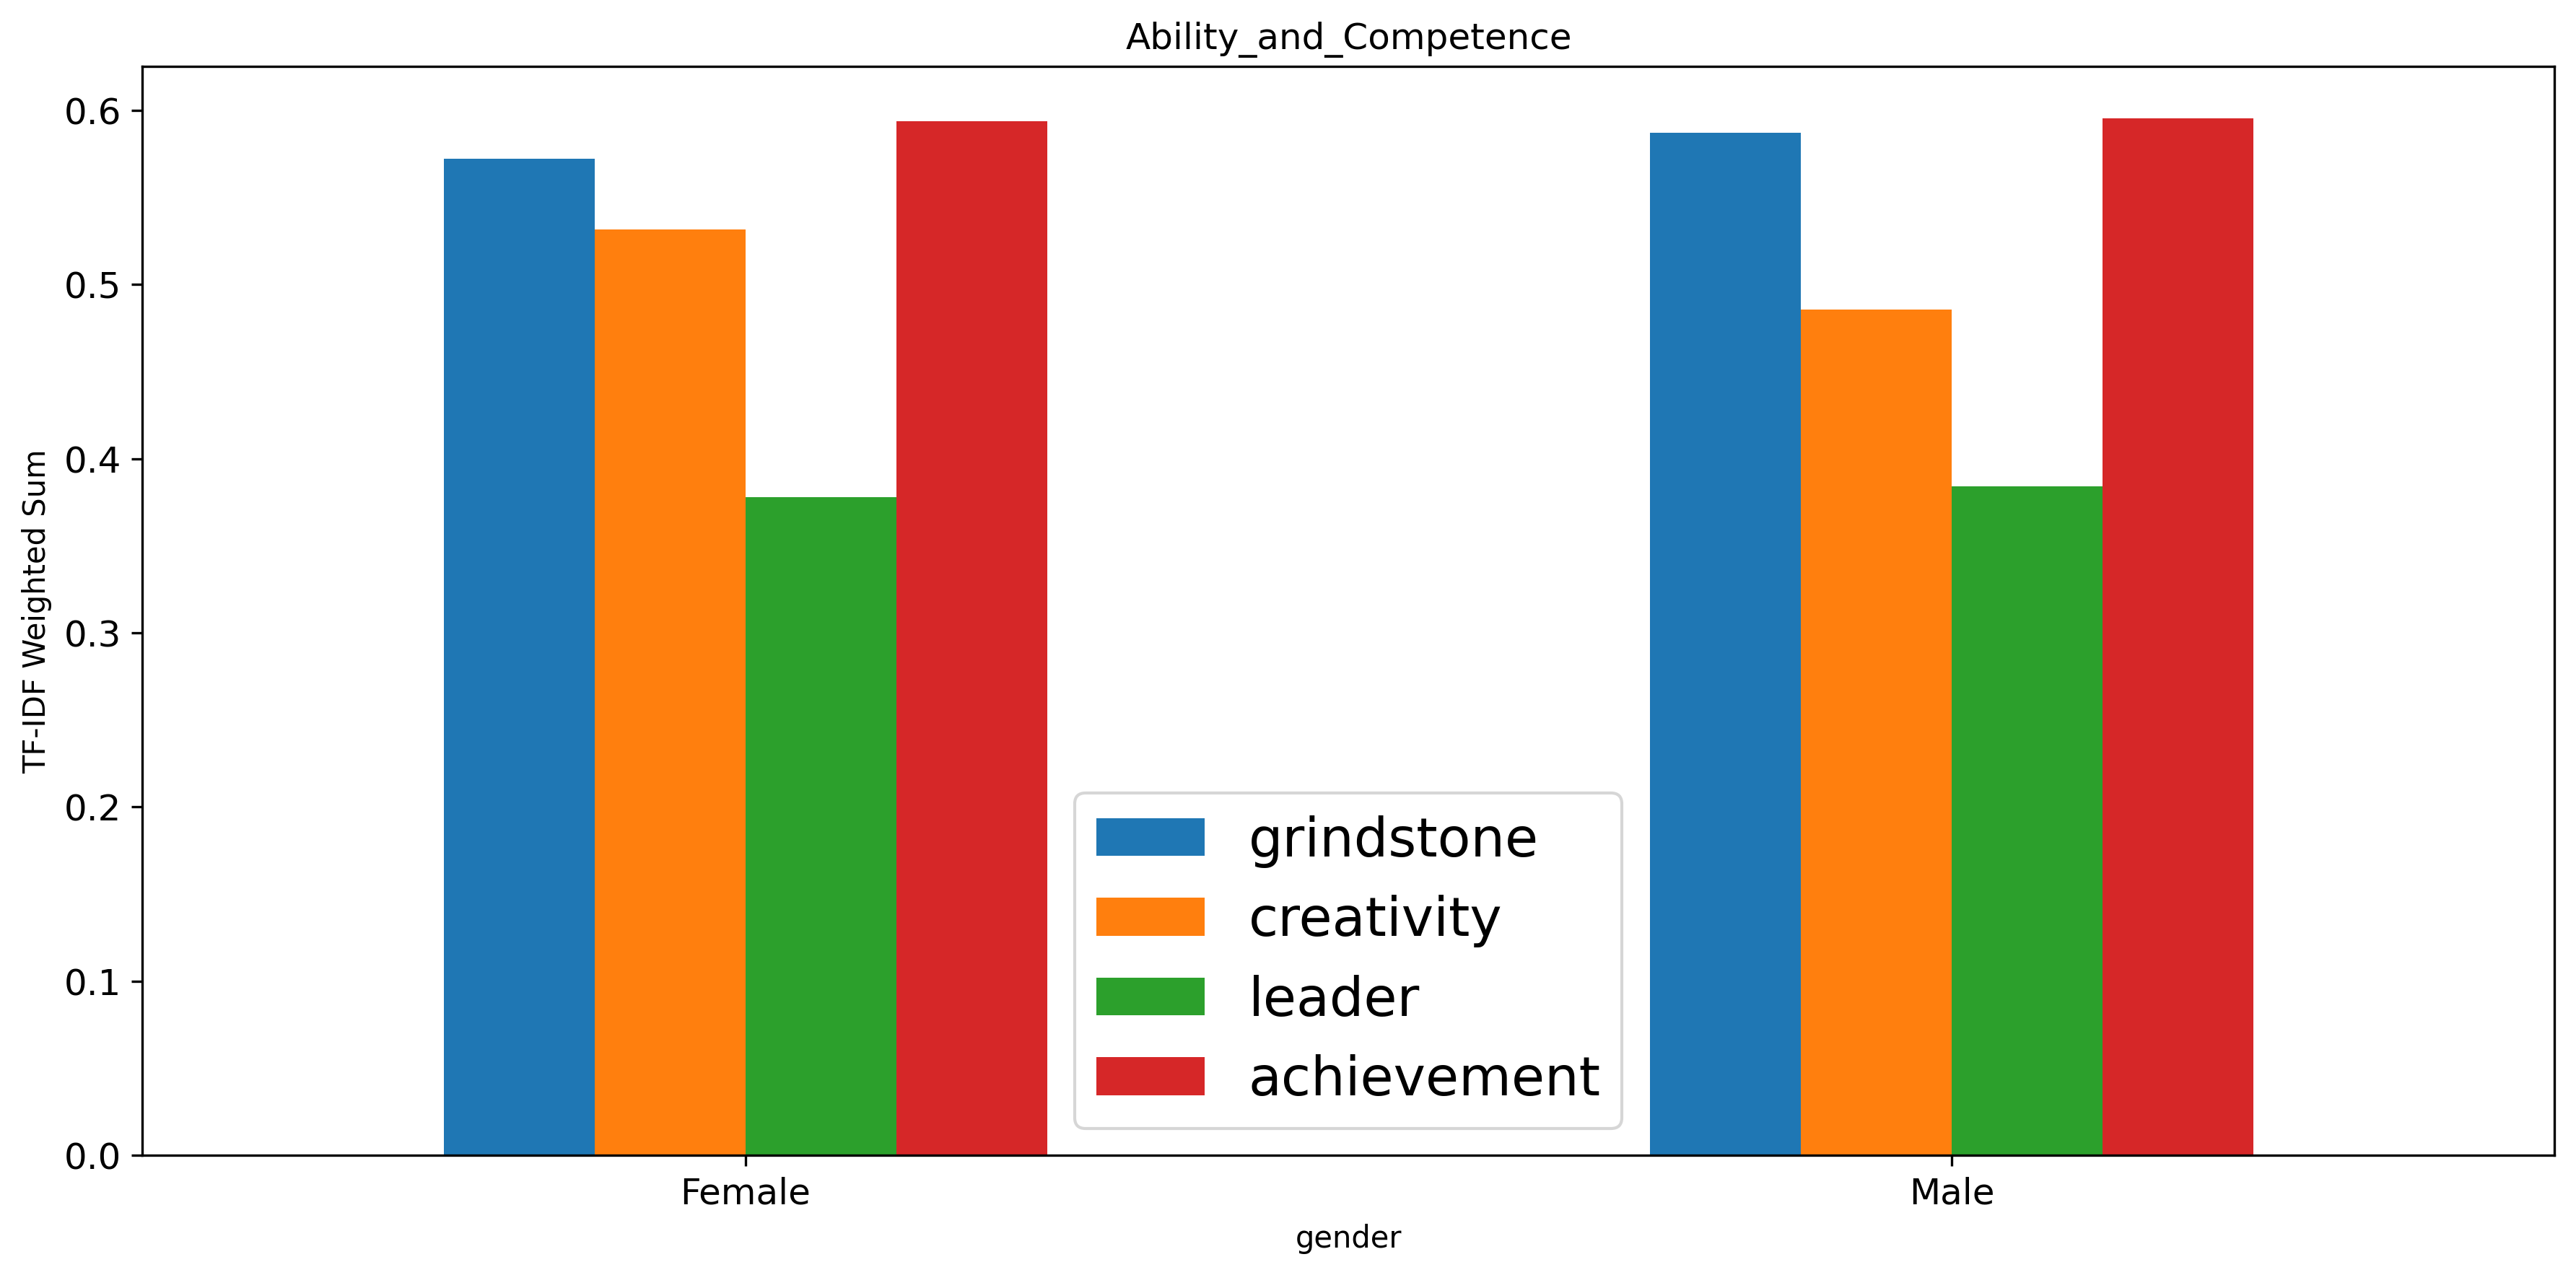 Ability_and_Competence
TF-IDF Weighted Sum
0.6
0.5
0.4
0.3
0.2
0.1
0.0
grindstone
creativity
leader
achievement
Female
Male
gender